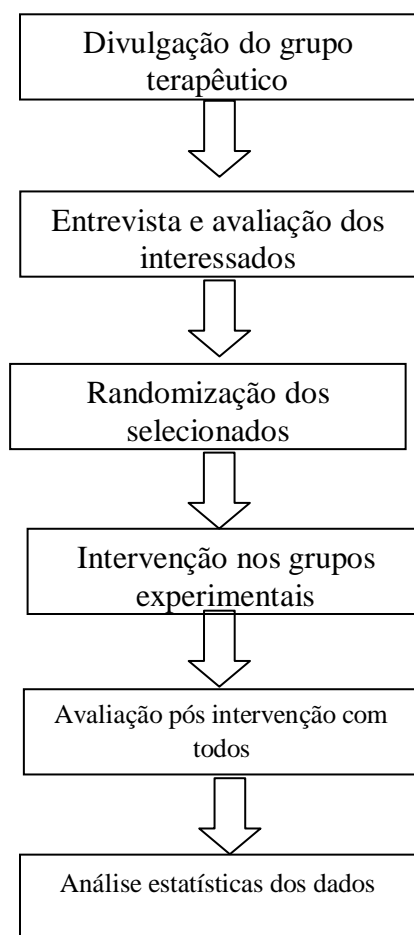 Divulgação do grupo
terapêutico
Entrevista e avaliação dos
interessados
Randomização dos
selecionados
Intervenção nos grupos
experimentais
Avaliação pós intervenção com
todos
Análise estatísticas dos dados